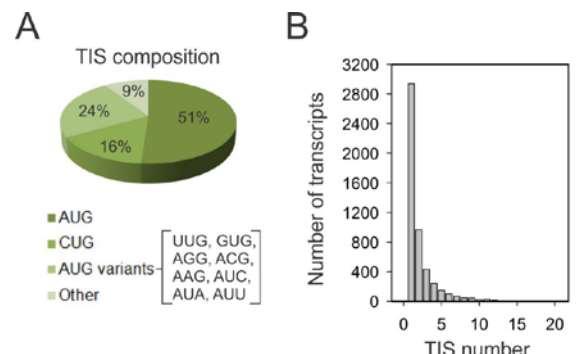 A
TIS composition
9%
24%
51%
16%
AUG
CUG
AUG variants
Other
UUG, GUG,
AGG, ACG,
AAG, AUC,
AUA, AUU
B
Number of transcripts
3200
2800
2400
2000
1600
1200
800
400
0
0 5 10 15 20
TIS number